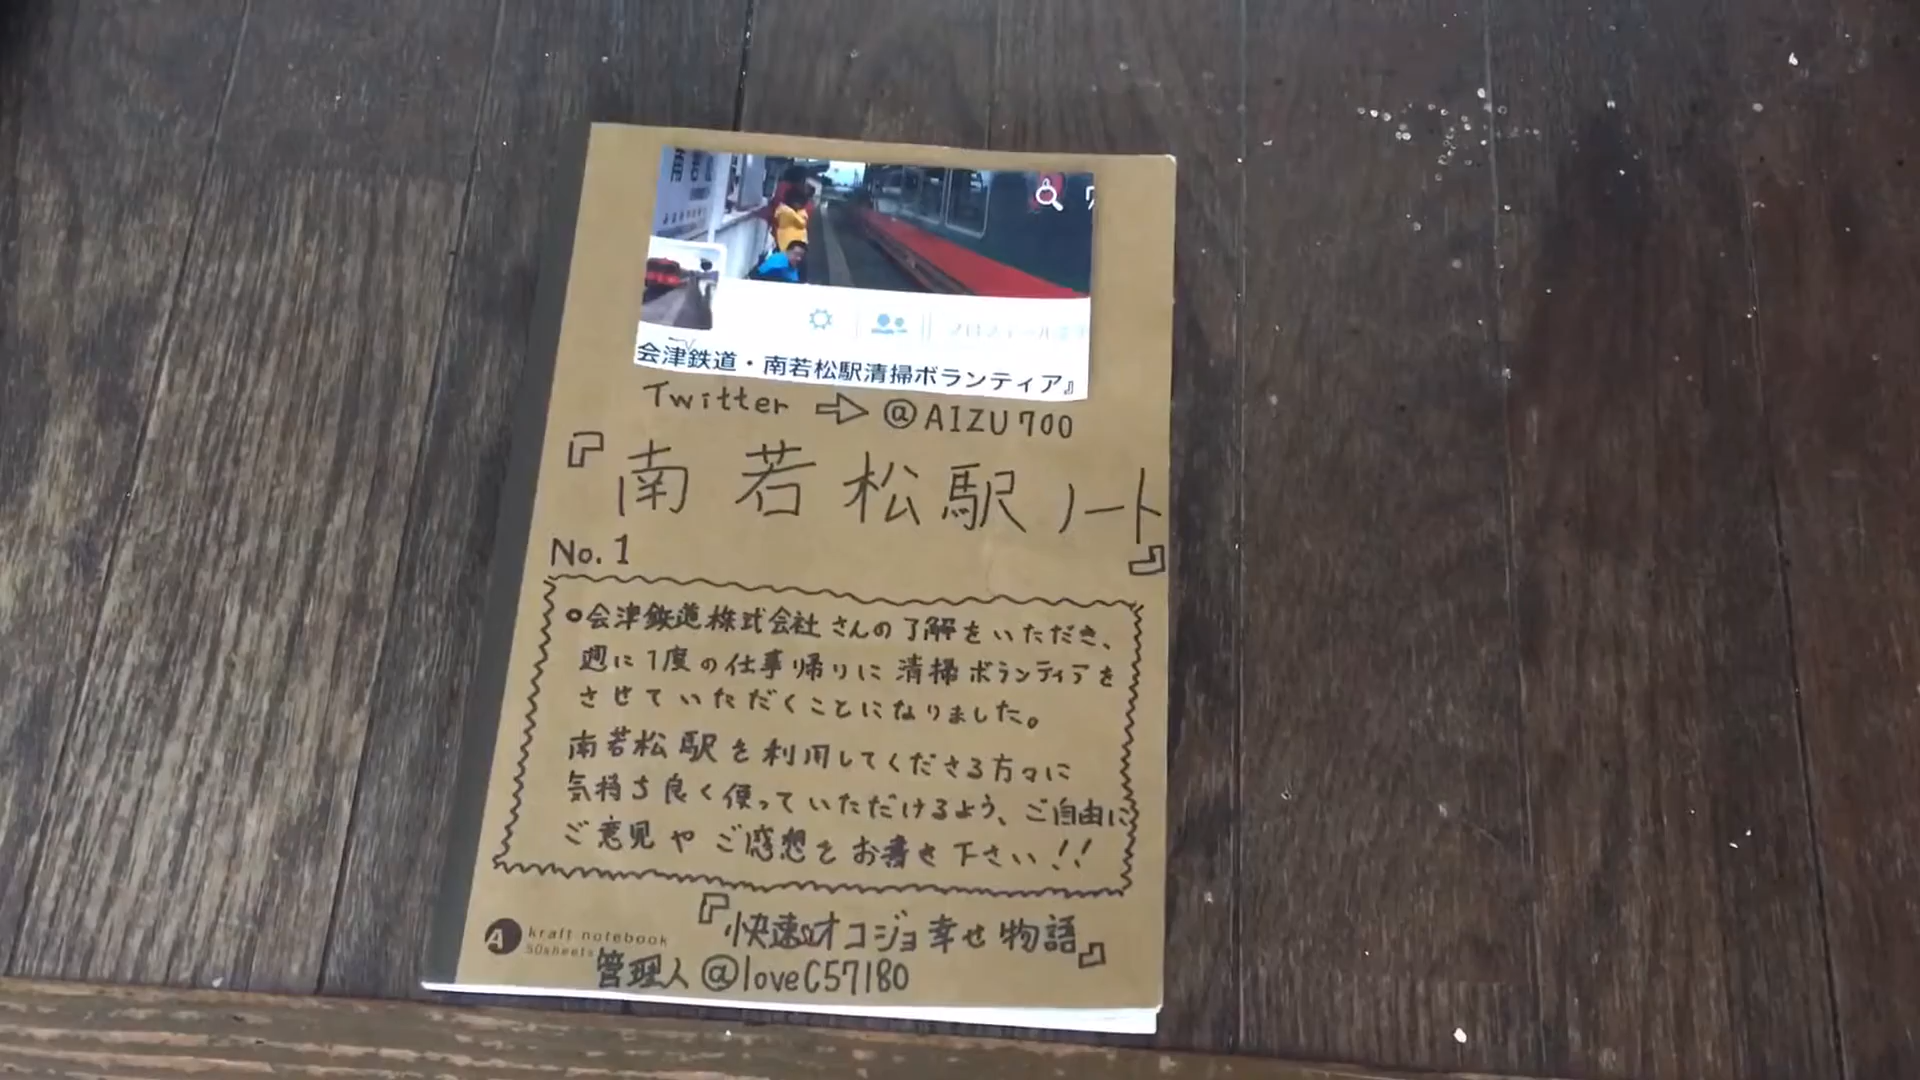 会津鉄道・南若松駅清掃ボランティア』
Twitter ⇨ @AIZU700
『南若松駅ノート』
No.1
○会津鉄道株式会社さんの了解をいただき、
週に1度の仕事帰りに清掃ボランティアを
させていただくことになりました。
南若松駅を利用してくださる方々に
気持ち良く使っていただけるよう、ご自由に
ご意見やご感想をお書き下さい!!
『快速オコジョ幸せ物語』
kraft notebook
50sheets
管理人@loveC57180